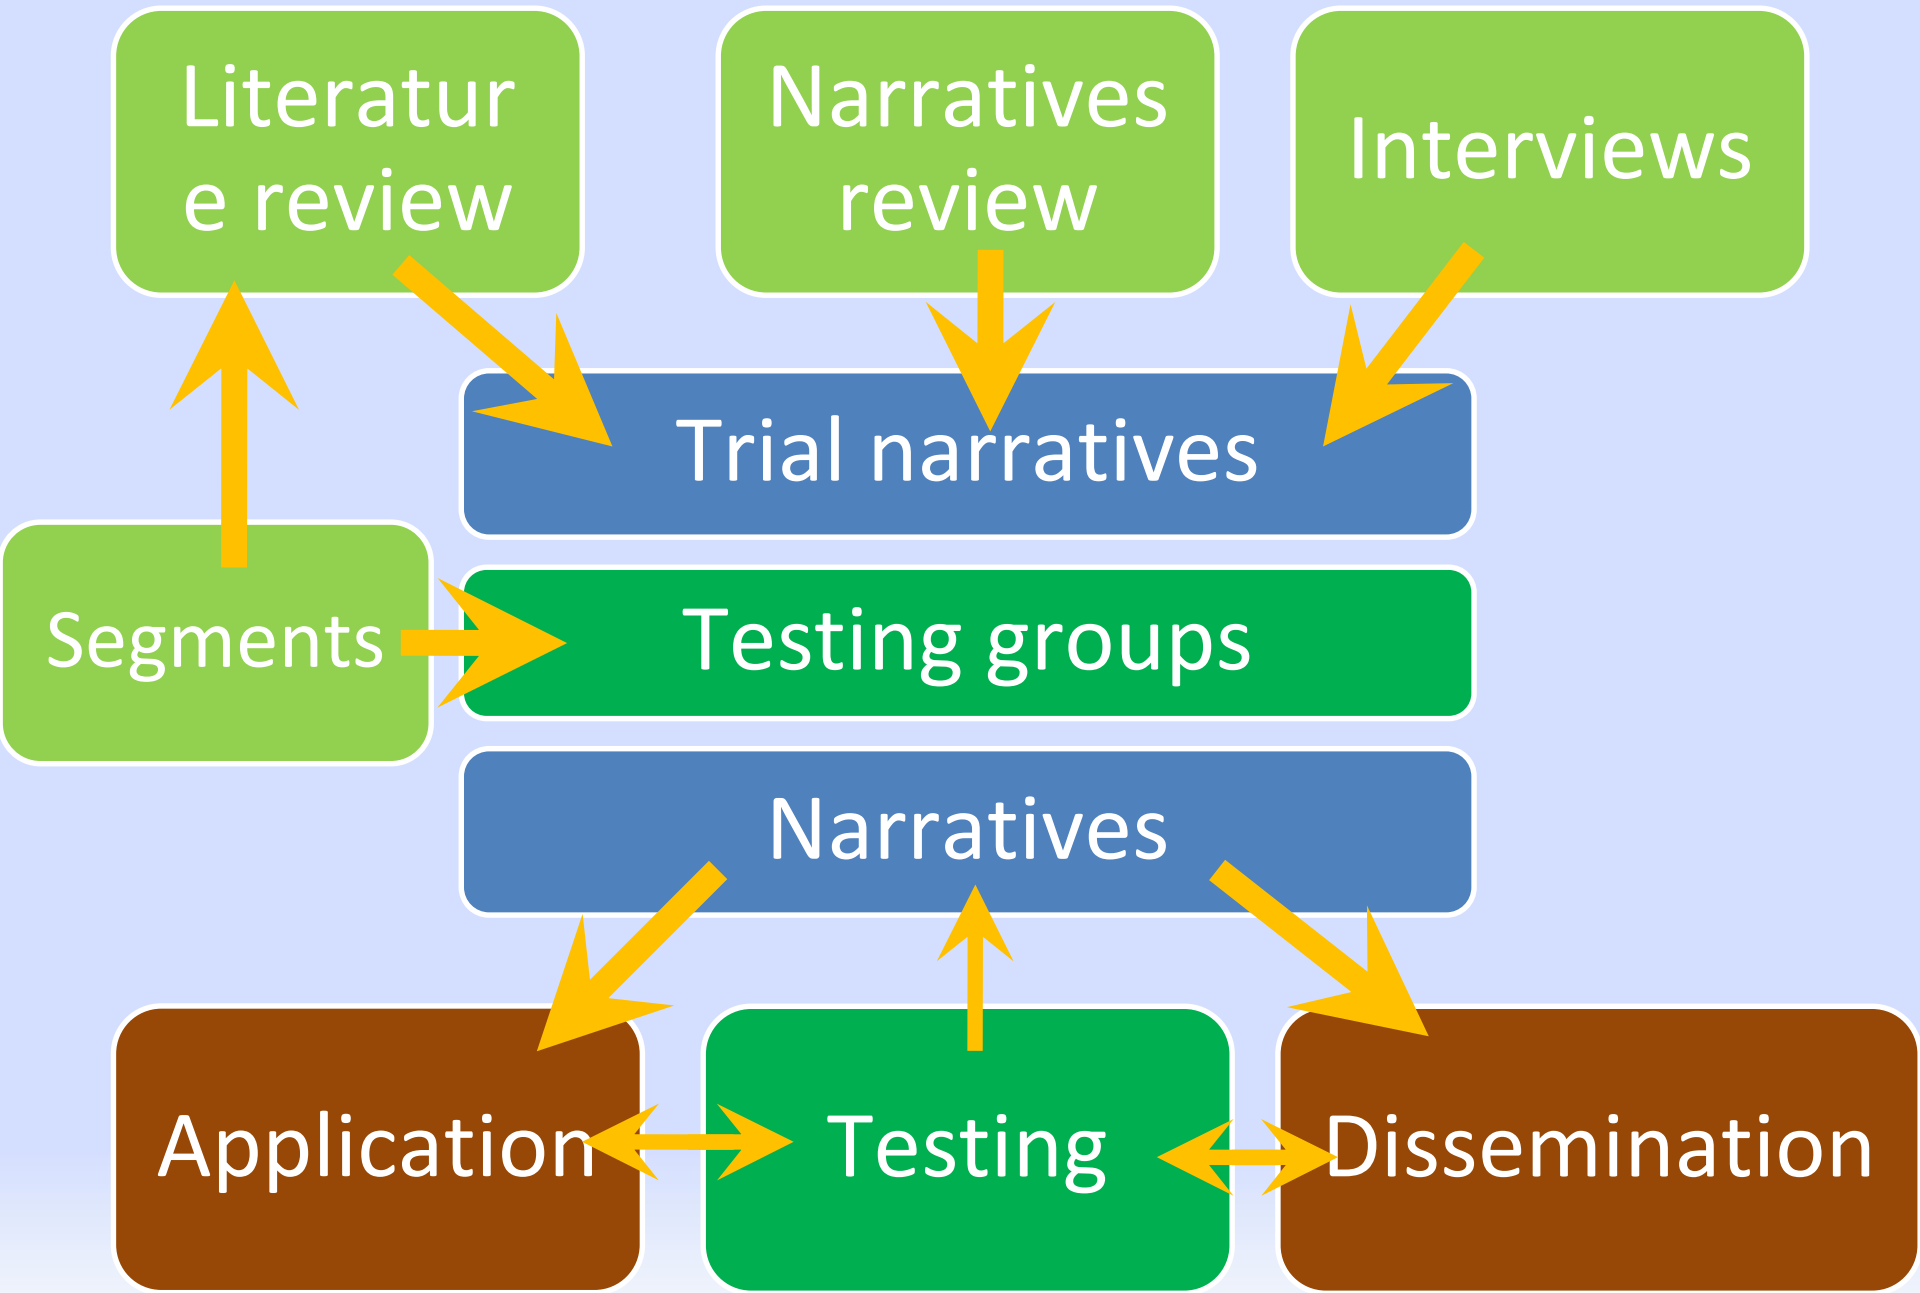 Literatur
e review
Narratives
review
Interviews
Trial narratives
Segments
Testing groups
Narratives
Application
Testing
Dissemination